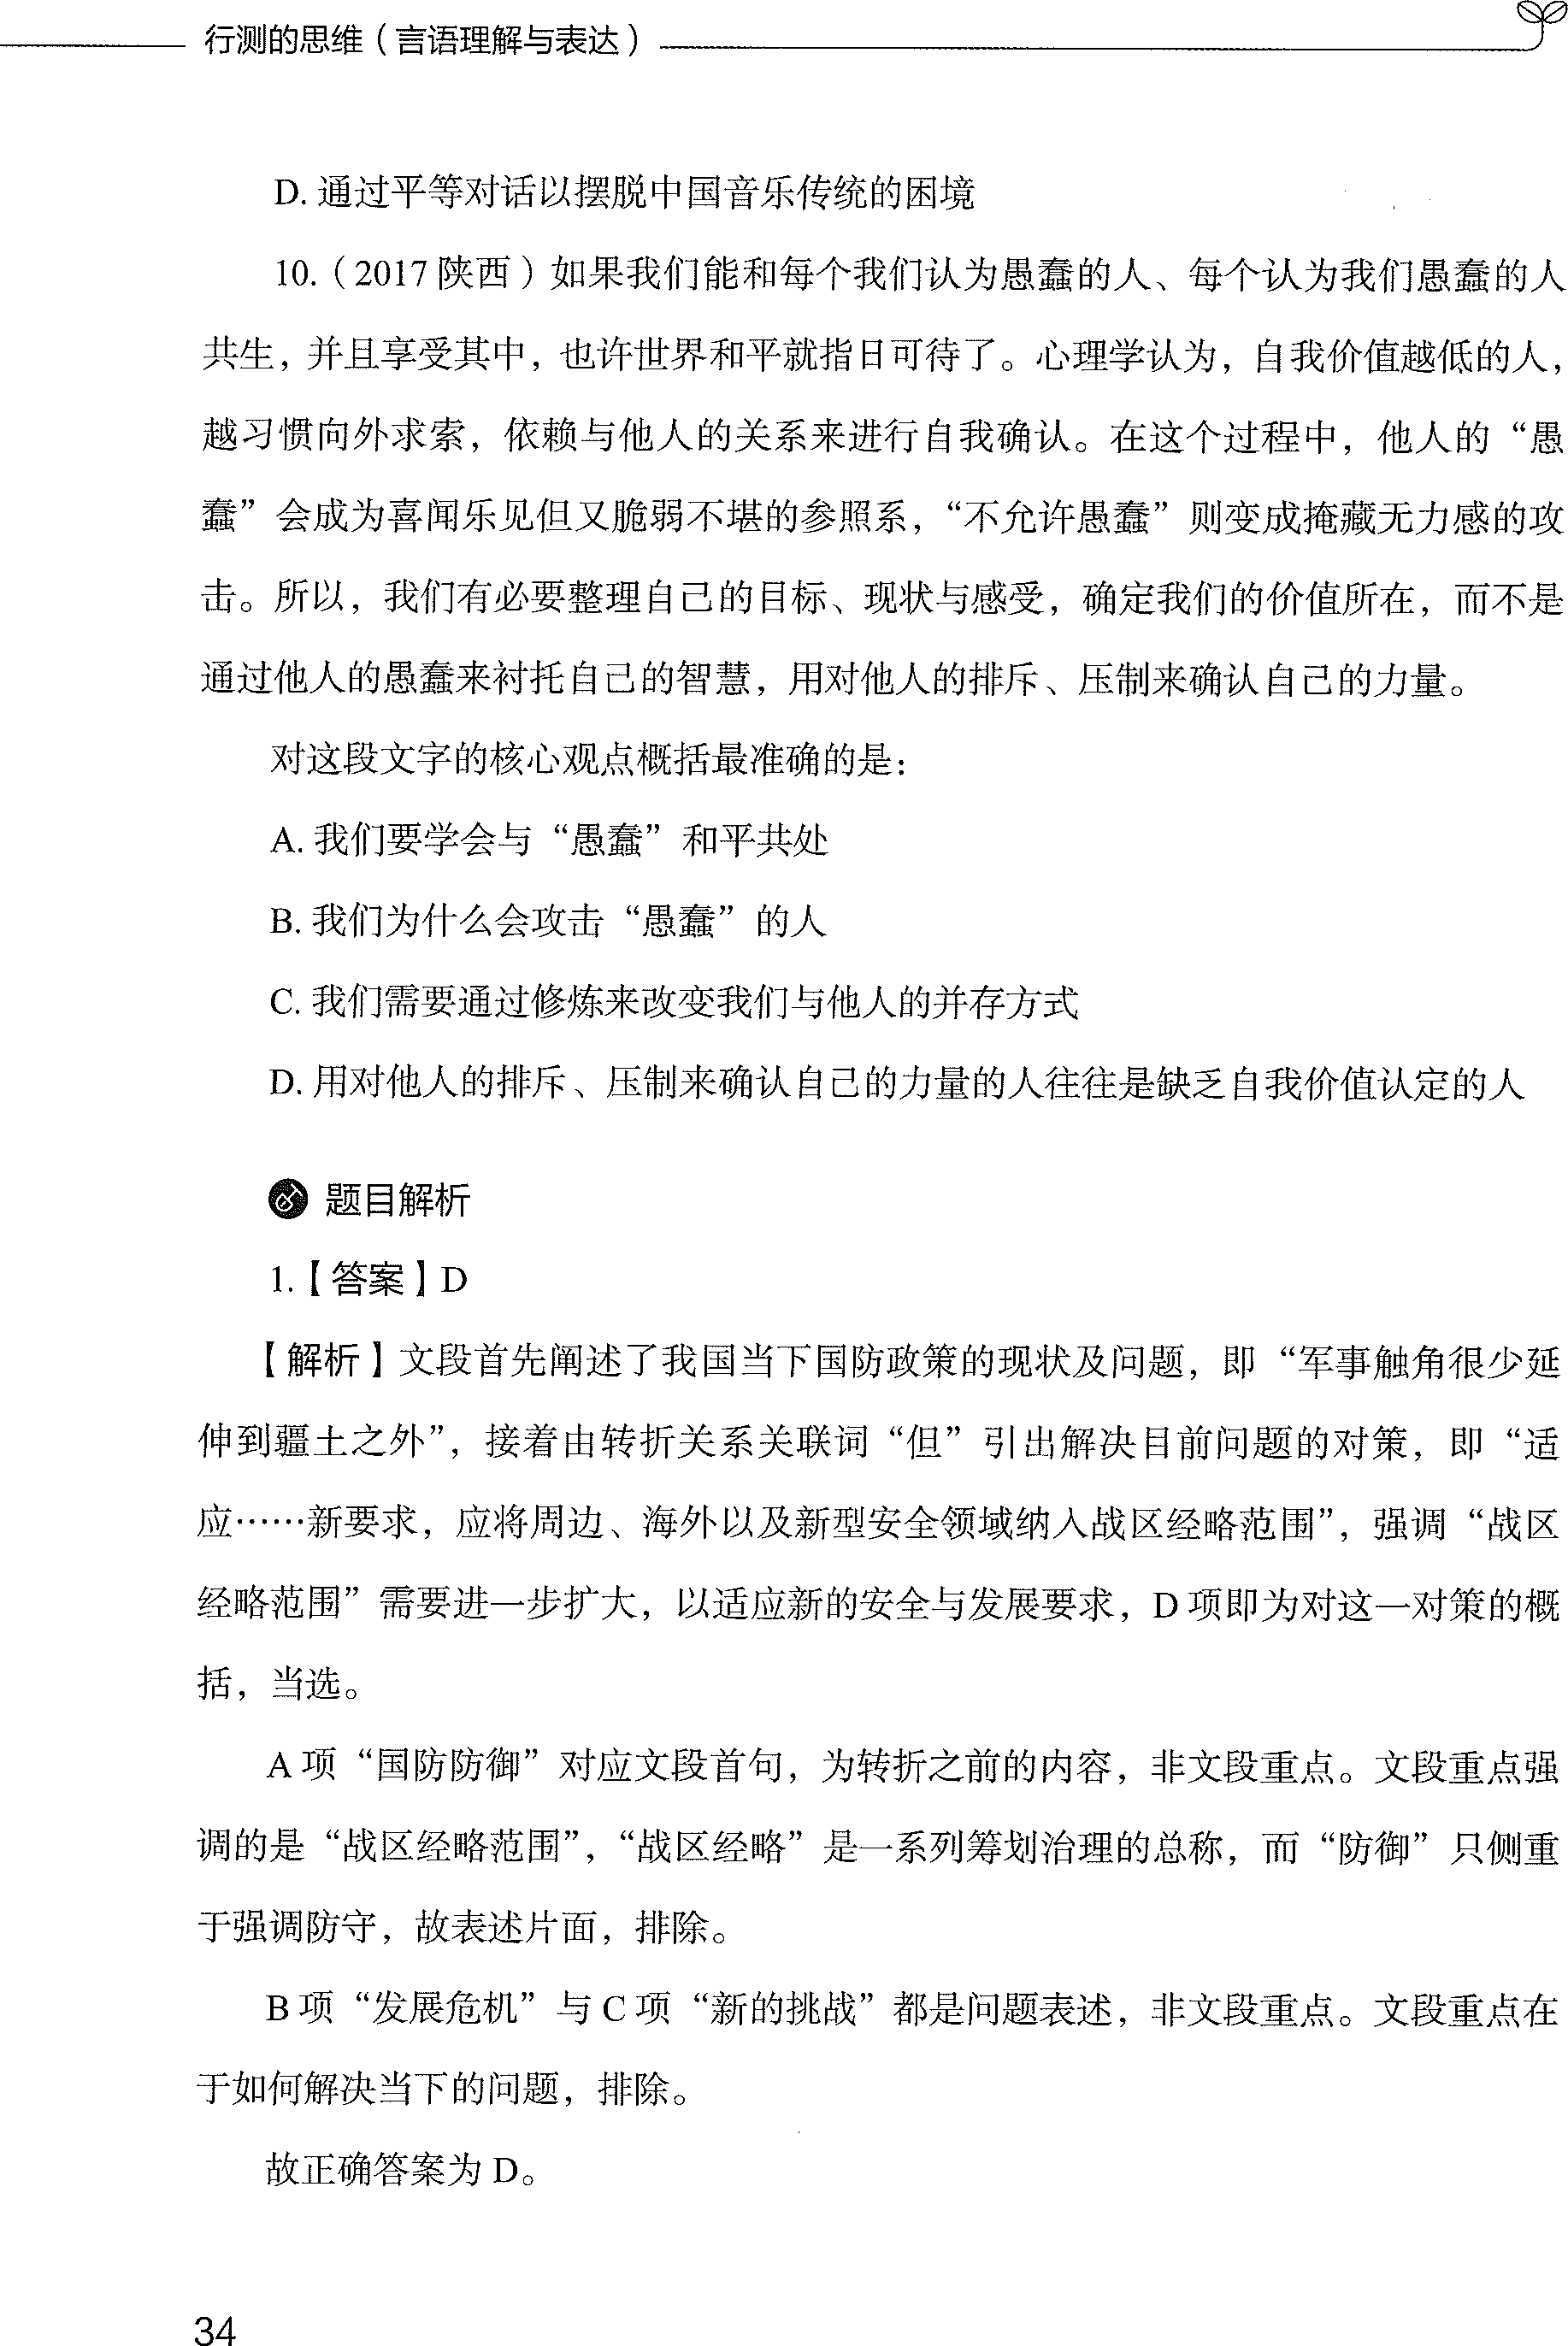 行测的思维（言语理解与表达）
D. 通过平等对话以摆脱中国音乐传统的困境
10.（2017 陕西）如果我们能和每个我们认为愚蠢的人、每个认为我们愚蠢的人
共生，并且享受其中，也许世界和平就指日可待了。心理学认为，自我价值越低的人，
越习惯向外求索，依赖与他人的关系来进行自我确认。在这个过程中，他人的“愚
蠢”会成为喜闻乐见但又脆弱不堪的参照系，“不允许愚蠢”则变成掩藏无力感的攻
击。所以，我们有必要整理自己的目标、现状与感受，确定我们的价值所在，而不是
通过他人的愚蠢来衬托自己的智慧，用对他人的排斥、压制来确认自己的力量。
对这段文字的核心观点概括最准确的是：
A. 我们要学会与“愚蠢”和平共处
B. 我们为什么会攻击“愚蠢”的人
C. 我们需要通过修炼来改变我们与他人的并存方式
D. 用对他人的排斥、压制来确认自己的力量的人往往是缺乏自我价值认定的人
题目解析
1.【答案】D
【解析】文段首先阐述了我国当下国防政策的现状及问题，即“军事触角很少延
伸到疆土之外”，接着由转折关系关联词“但”引出解决目前问题的对策，即“适
应……新要求，应将周边、海外以及新型安全领域纳入战区经略范围”，强调“战区
经略范围”需要进一步扩大，以适应新的安全与发展要求，D 项即为对这一对策的概
括，当选。
A 项“国防防御”对应文段首句，为转折之前的内容，非文段重点。文段重点强
调的是“战区经略范围”，“战区经略”是一系列筹划治理的总称，而“防御”只侧重
于强调防守，故表述片面，排除。
B 项“发展危机”与 C 项“新的挑战”都是问题表述，非文段重点。文段重点在
于如何解决当下的问题，排除。
故正确答案为 D。
34